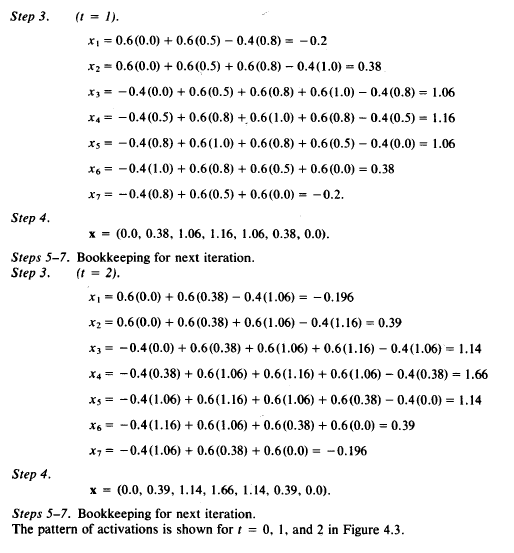 Step 3. (t = 1).
x₁ = 0.6(0.0) + 0.6(0.5) − 0.4(0.8) = −0.2
x₂ = 0.6(0.0) + 0.6(0.5) + 0.6(0.8) − 0.4(1.0) = 0.38
x₃ = −0.4(0.0) + 0.6(0.5) + 0.6(0.8) + 0.6(1.0) − 0.4(0.8) = 1.06
x₄ = −0.4(0.5) + 0.6(0.8) + 0.6(1.0) + 0.6(0.8) − 0.4(0.5) = 1.16
x₅ = −0.4(0.8) + 0.6(1.0) + 0.6(0.8) + 0.6(0.5) − 0.4(0.0) = 1.06
x₆ = −0.4(1.0) + 0.6(0.8) + 0.6(0.5) + 0.6(0.0) = 0.38
x₇ = −0.4(0.8) + 0.6(0.5) + 0.6(0.0) = −0.2.
Step 4.
x = (0.0, 0.38, 1.06, 1.16, 1.06, 0.38, 0.0).
Steps 5–7. Bookkeeping for next iteration.
Step 3. (t = 2).
x₁ = 0.6(0.0) + 0.6(0.38) − 0.4(1.06) = −0.196
x₂ = 0.6(0.0) + 0.6(0.38) + 0.6(1.06) − 0.4(1.16) = 0.39
x₃ = −0.4(0.0) + 0.6(0.38) + 0.6(1.06) + 0.6(1.16) − 0.4(1.06) = 1.14
x₄ = −0.4(0.38) + 0.6(1.06) + 0.6(1.16) + 0.6(1.06) − 0.4(0.38) = 1.66
x₅ = −0.4(1.06) + 0.6(1.16) + 0.6(1.06) + 0.6(0.38) − 0.4(0.0) = 1.14
x₆ = −0.4(1.16) + 0.6(1.06) + 0.6(0.38) + 0.6(0.0) = 0.39
x₇ = −0.4(1.06) + 0.6(0.38) + 0.6(0.0) = −0.196
Step 4.
x = (0.0, 0.39, 1.14, 1.66, 1.14, 0.39, 0.0).
Steps 5–7. Bookkeeping for next iteration.
The pattern of activations is shown for t = 0, 1, and 2 in Figure 4.3.